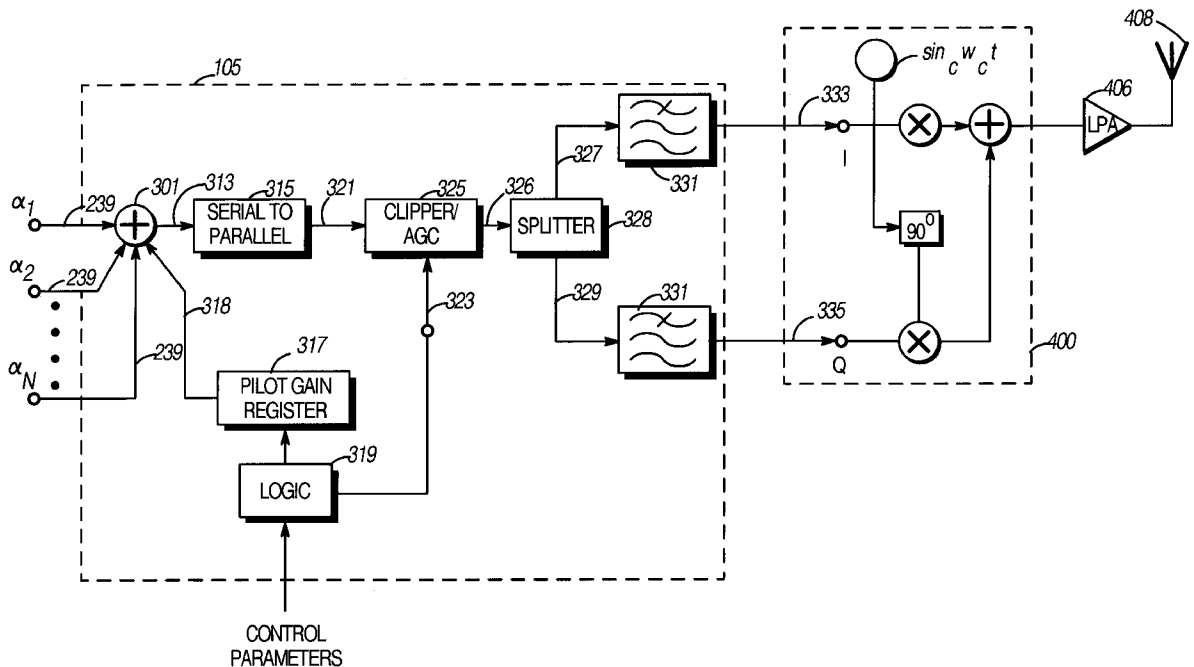 408
sin c w c t
105
406
LPA
333
I
327
331
301
313
315
321
325
326
α1
239
SERIAL TO
PARALLEL
CLIPPER/
AGC
SPLITTER
328
90°
α2
239
318
323
329
331
335
Q
400
239
317
αN
PILOT GAIN
REGISTER
319
LOGIC
CONTROL
PARAMETERS